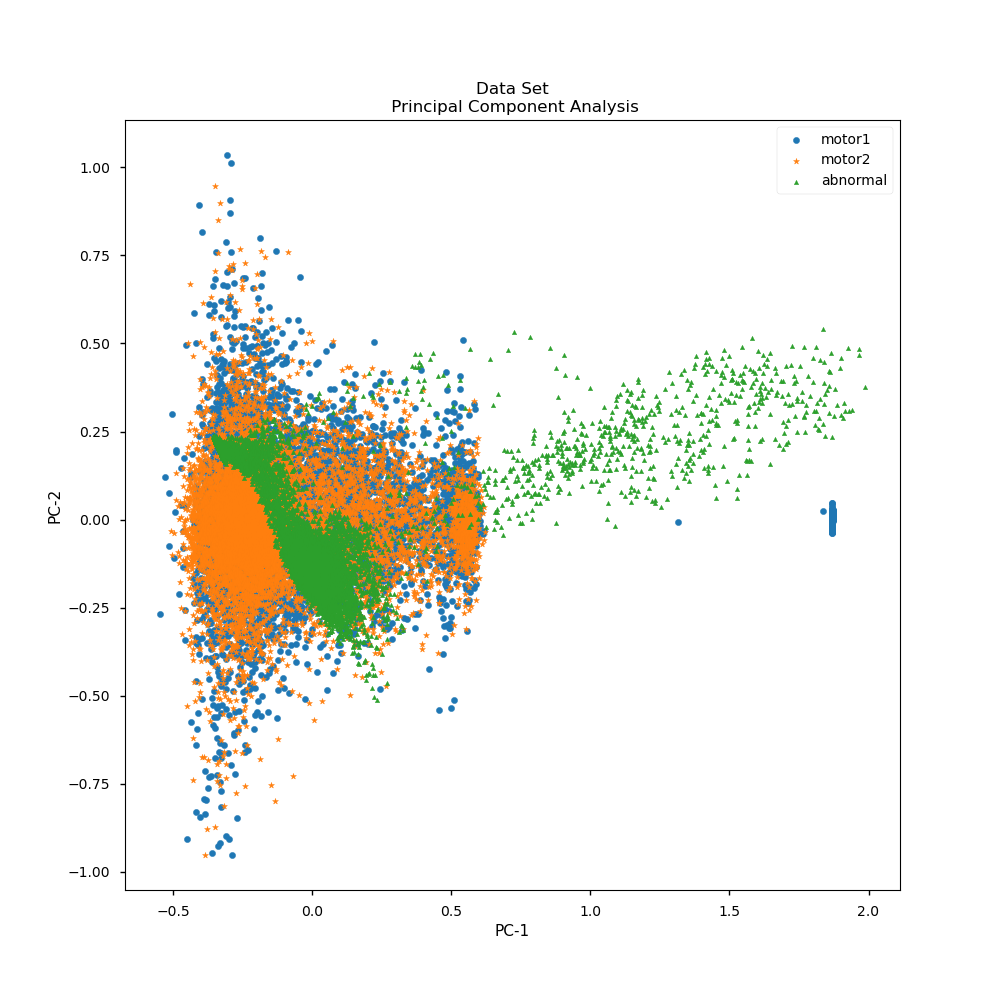 Data Set
Principal Component Analysis
motor1
motor2
abnormal
1.00
0.75
0.50
0.25
0.00
−0.25
−0.50
−0.75
−1.00
PC-2
−0.5
0.0
0.5
1.0
1.5
2.0
PC-1